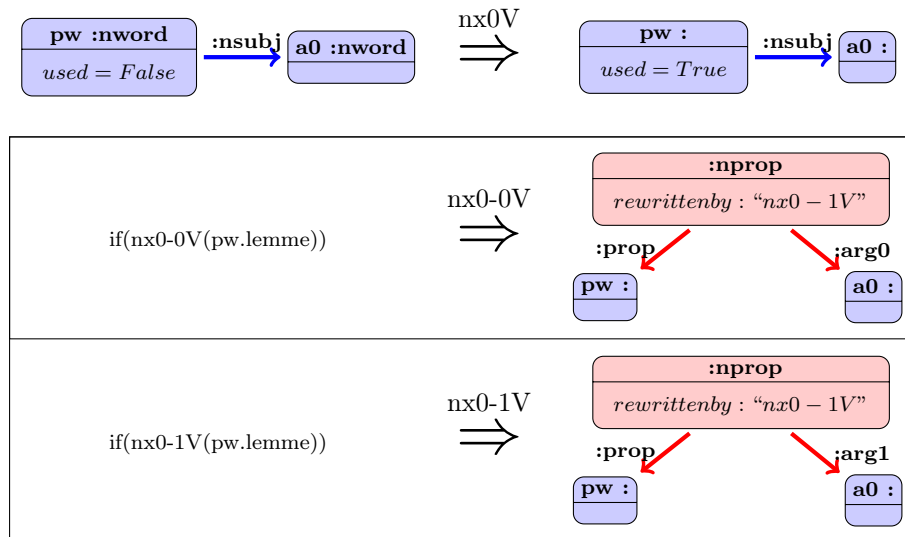 nx0V
pw :nword
:nsubj
a0 :nword
used = False
pw :
:nsubj
a0 :
used = True
if(nx0-0V(pw.lemme))
nx0-0V
:nprop
rewrittenby : “nx0 − 1V”
:prop
:arg0
pw :
a0 :
if(nx0-1V(pw.lemme))
nx0-1V
:nprop
rewrittenby : “nx0 − 1V”
:prop
:arg1
pw :
a0 :